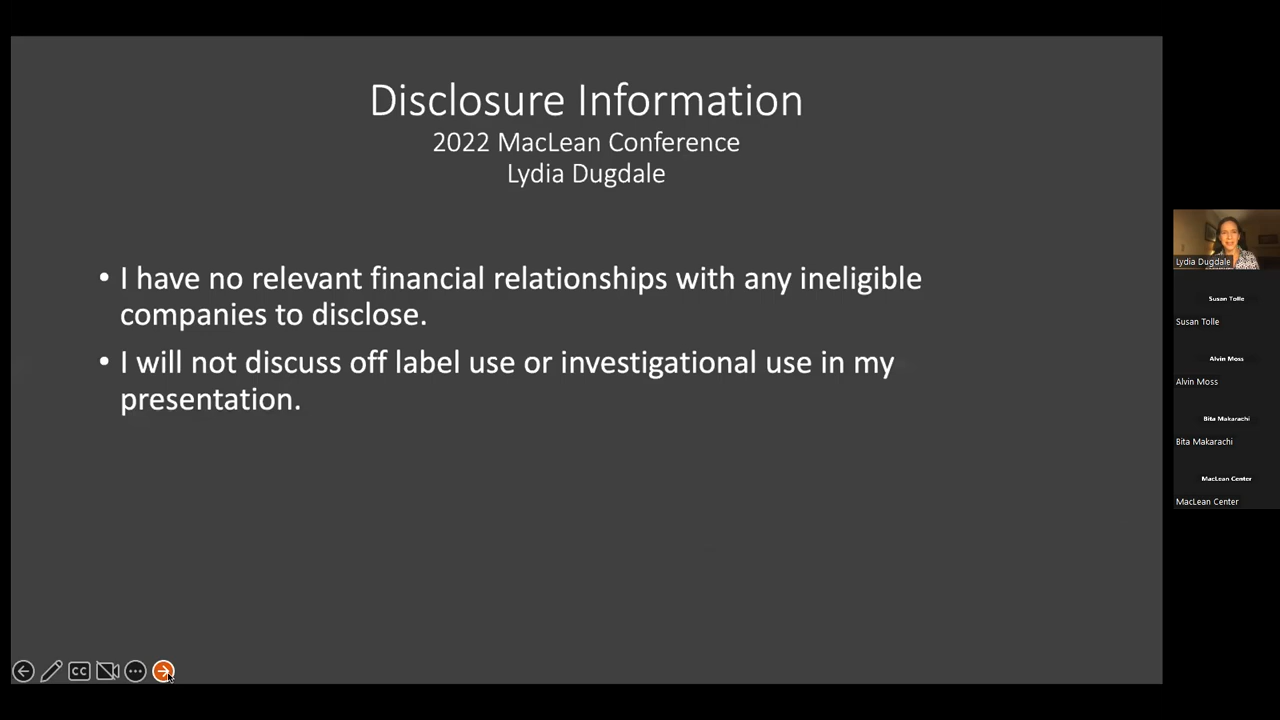 Disclosure Information
2022 MacLean Conference
Lydia Dugdale
• I have no relevant financial relationships with any ineligible
companies to disclose.
• I will not discuss off label use or investigational use in my
presentation.
CC
Lydia Dugdale
Susan Tolle
Susan Tolle
Alvin Moss
Alvin Moss
Bita Makarachi
Bita Makarachi
MacLean Center
MacLean Center